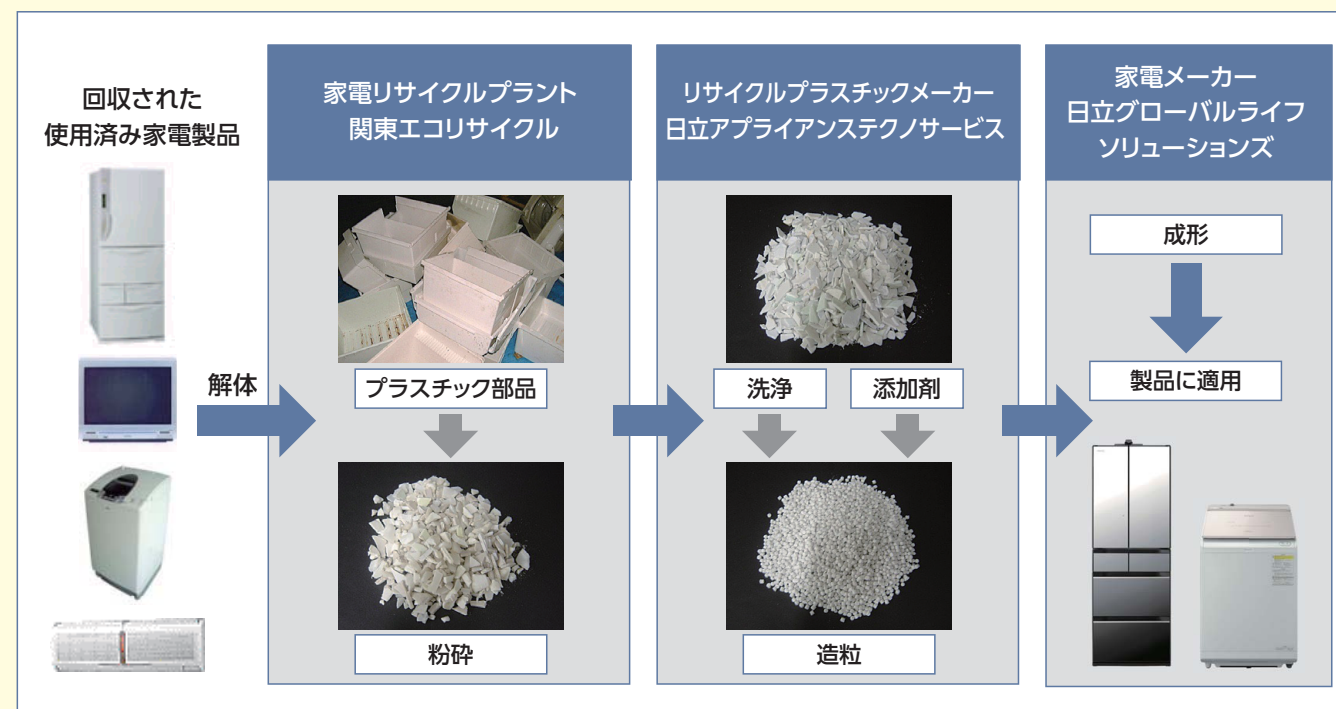 回収された
使用済み家電製品
解体
家電リサイクルプラント
関東エコリサイクル
プラスチック部品
粉砕
リサイクルプラスチックメーカー
日立アプライアンステクノサービス
洗浄
添加剤
造粒
家電メーカー
日立グローバルライフ
ソリューションズ
成形
製品に適用